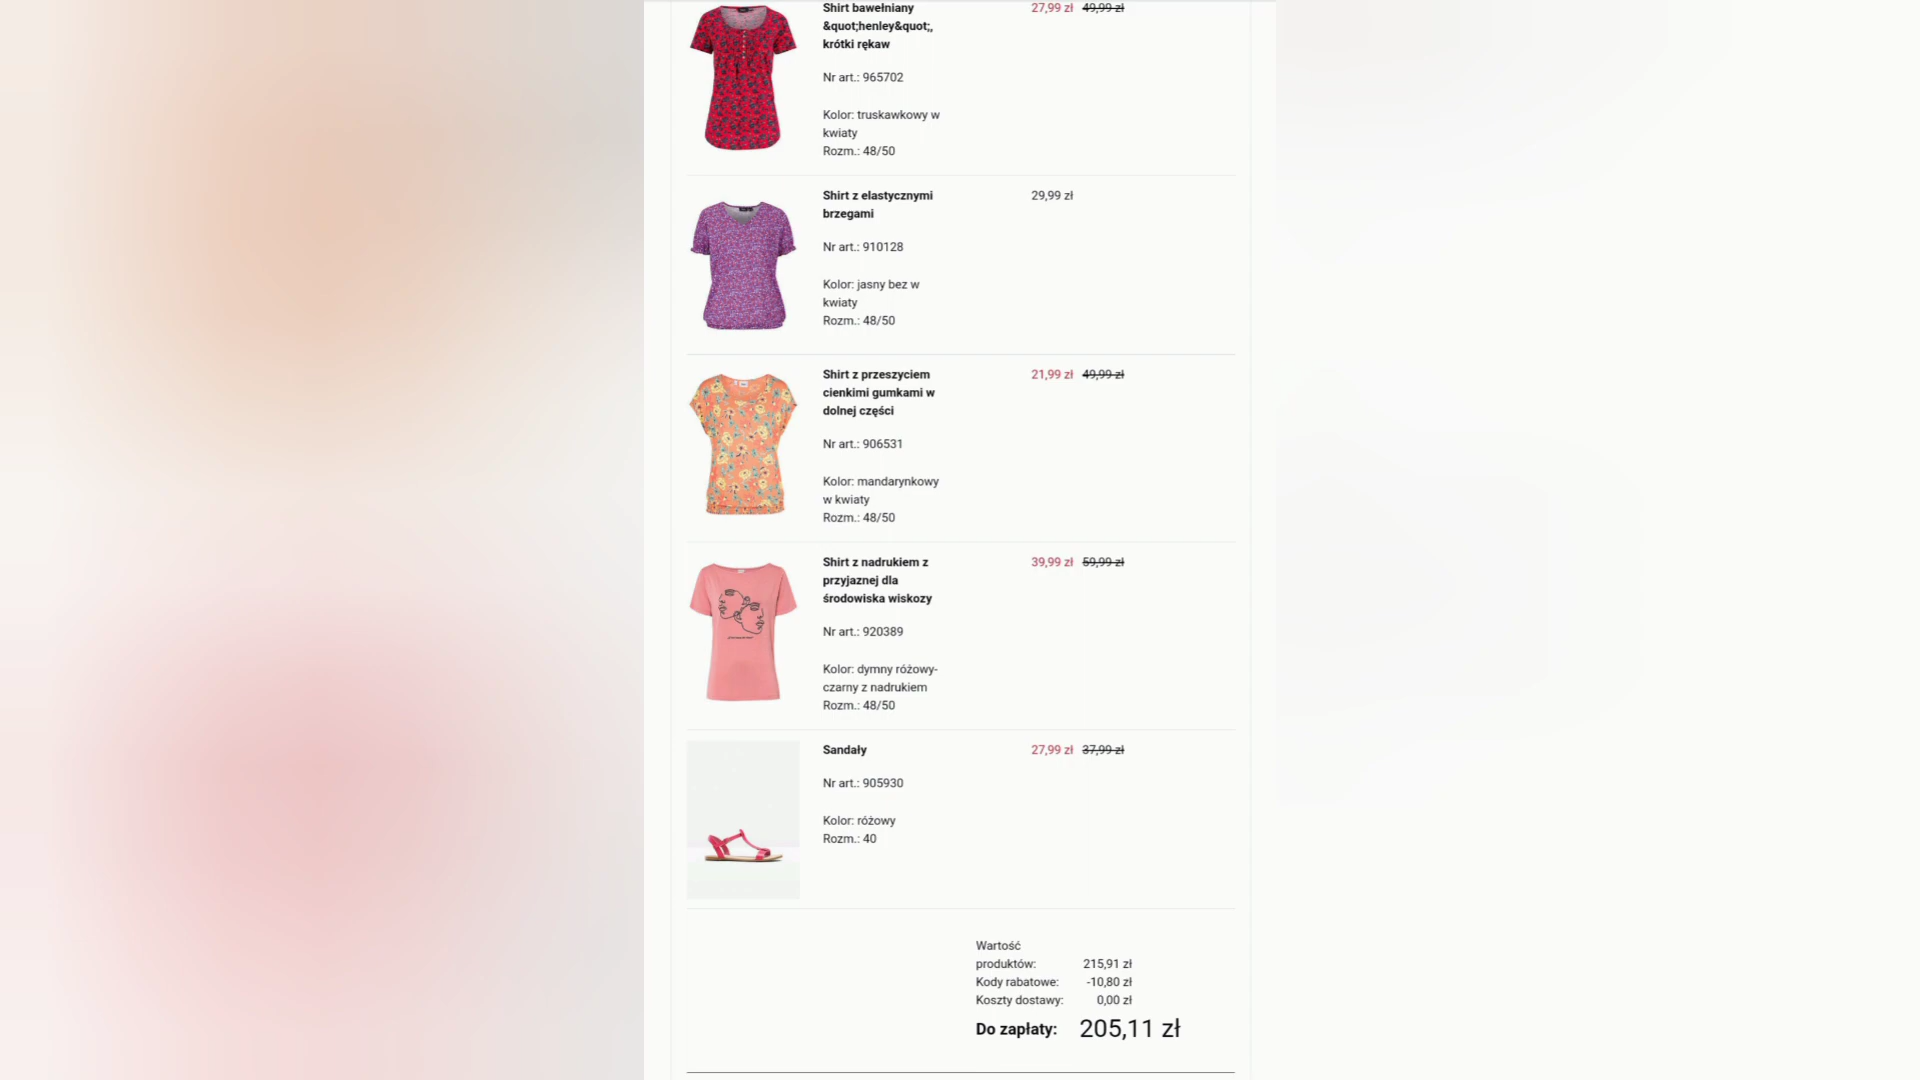 Shirt bawełniany 27,99 zł 49,99 zł
&quot;henley&quot;,
krótki rękaw
Nr art.: 965702
Kolor: truskawkowy w
kwiaty
Rozm.: 48/50
Shirt z elastycznymi 29,99 zł
brzegami
Nr art.: 910128
Kolor: jasny bez w
kwiaty
Rozm.: 48/50
Shirt z przeszyciem 21,99 zł 49,99 zł
cienkimi gumkami w
dolnej części
Nr art.: 906531
Kolor: mandarynkowy
w kwiaty
Rozm.: 48/50
Shirt z nadrukiem z 39,99 zł 59,99 zł
przyjaznej dla
środowiska wiskozy
Nr art.: 920389
Kolor: dymny różowy-
czarny z nadrukiem
Rozm.: 48/50
Sandały 27,99 zł 37,99 zł
Nr art.: 905930
Kolor: różowy
Rozm.: 40
Wartość
produktów: 215,91 zł
Kody rabatowe: -10,80 zł
Koszty dostawy: 0,00 zł
Do zapłaty: 205,11 zł